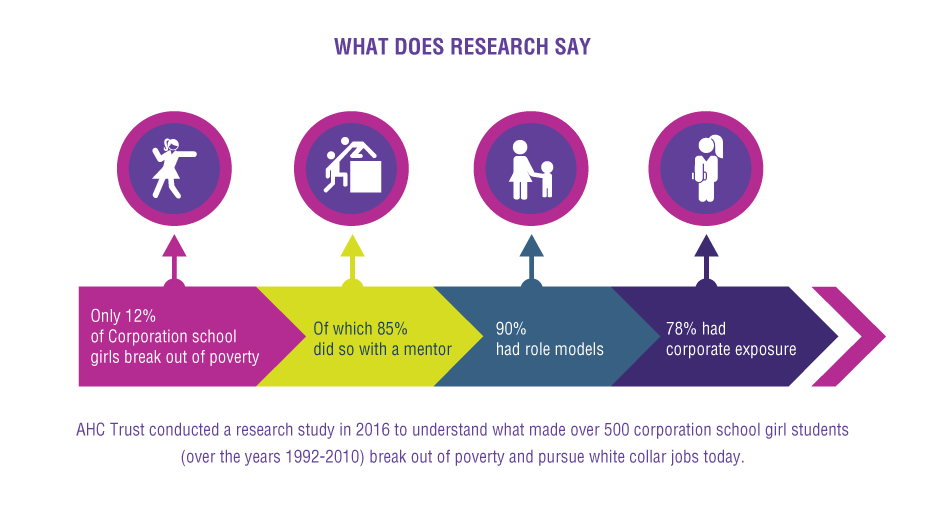 WHAT DOES RESEARCH SAY
Only 12%
of Corporation school
girls break out of poverty
Of which 85%
did so with a mentor
90%
had role models
78% had
corporate exposure
AHC Trust conducted a research study in 2016 to understand what made over 500 corporation school girl students
(over the years 1992-2010) break out of poverty and pursue white collar jobs today.